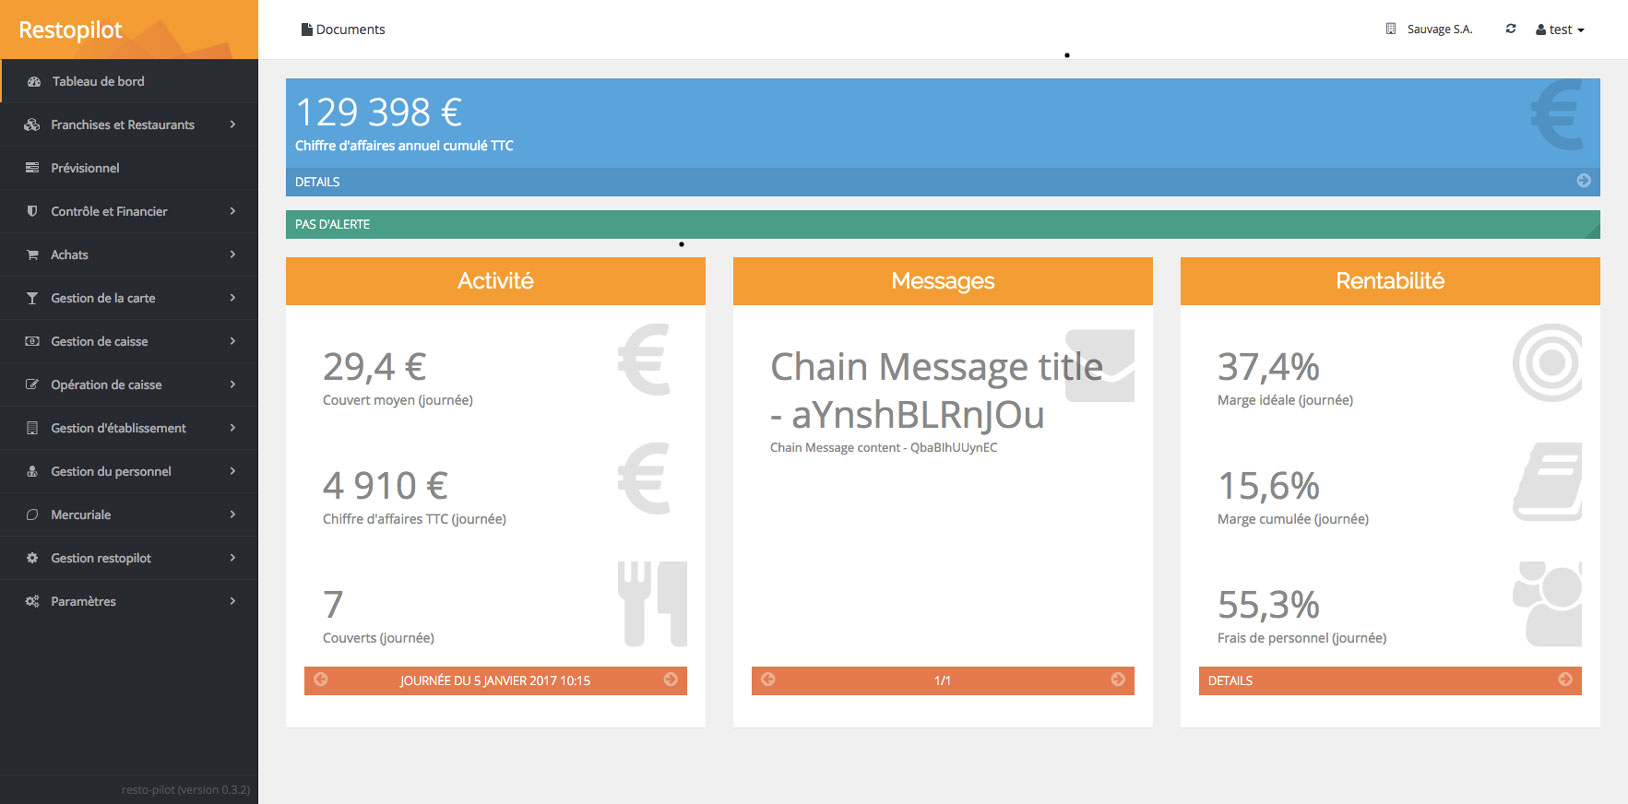 Restopilot
Documents
Sauvage S.A.
test
Tableau de bord
Franchises et Restaurants
Prévisionnel
Contrôle et Financier
Achats
Gestion de la carte
Gestion de caisse
Opération de caisse
Gestion d'établissement
Gestion du personnel
Mercuriale
Gestion restopilot
Paramètres
resto-pilot (version 0.3.2)
129 398 €
Chiffre d'affaires annuel cumulé TTC
DETAILS
PAS D'ALERTE
Activité
29,4 €
Couvert moyen (journée)
4 910 €
Chiffre d'affaires TTC (journée)
7
Couverts (journée)
JOURNÉE DU 5 JANVIER 2017 10:15
Messages
Chain Message title
- aYnshBLRnJOu
Chain Message content - QbaBIhUUynEC
1/1
Rentabilité
37,4%
Marge idéale (journée)
15,6%
Marge cumulée (journée)
55,3%
Frais de personnel (journée)
DETAILS